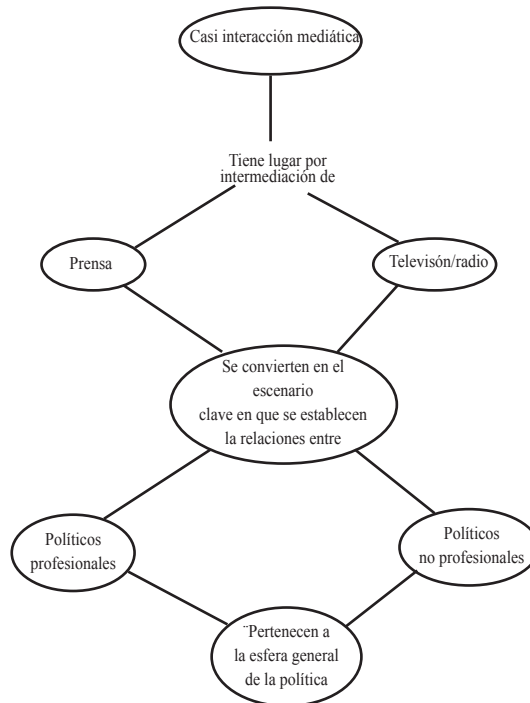 Casi interacción mediática
Tiene lugar por
intermediación de
Prensa
Televisón/radio
Se convierten en el
escenario
clave en que se establecen
la relaciones entre
Políticos
profesionales
Políticos
no profesionales
¨Pertenecen a
la esfera general
de la política